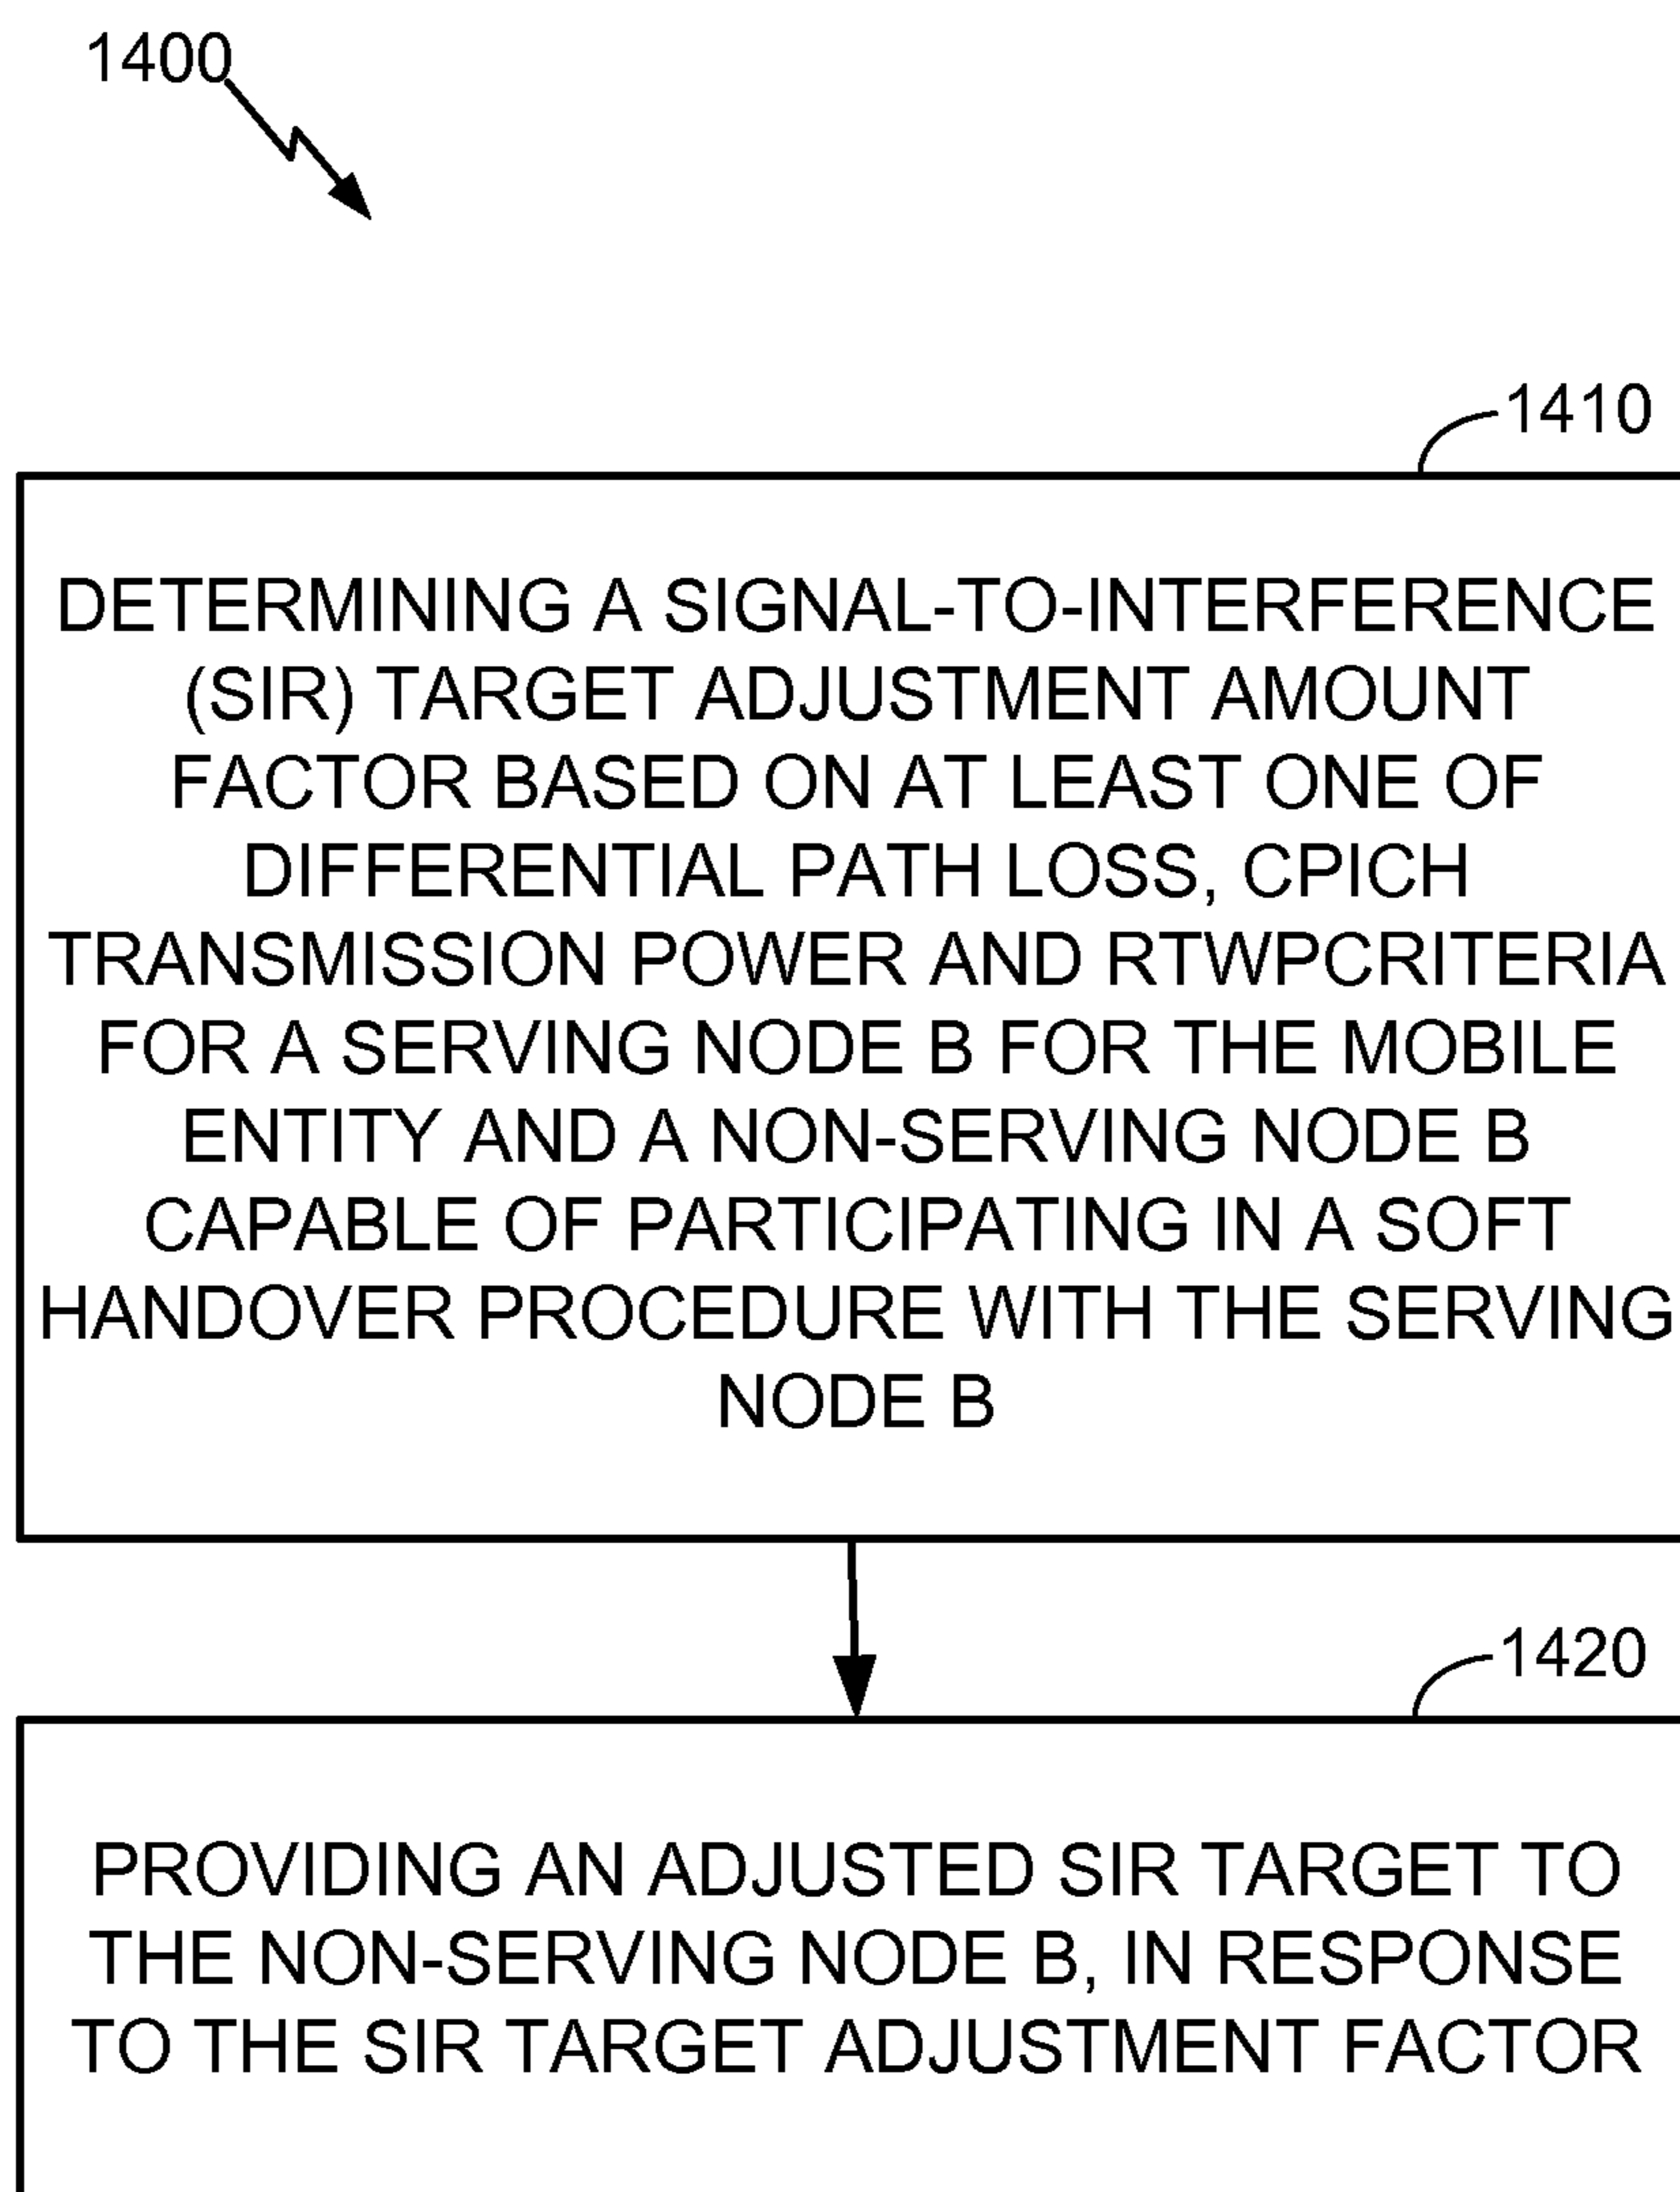 1400
1410
DETERMINING A SIGNAL-TO-INTERFERENCE
(SIR) TARGET ADJUSTMENT AMOUNT
FACTOR BASED ON AT LEAST ONE OF
DIFFERENTIAL PATH LOSS, CPICH
TRANSMISSION POWER AND RTWPCRITERIA
FOR A SERVING NODE B FOR THE MOBILE
ENTITY AND A NON-SERVING NODE B
CAPABLE OF PARTICIPATING IN A SOFT
HANDOVER PROCEDURE WITH THE SERVING
NODE B
1420
PROVIDING AN ADJUSTED SIR TARGET TO
THE NON-SERVING NODE B, IN RESPONSE
TO THE SIR TARGET ADJUSTMENT FACTOR